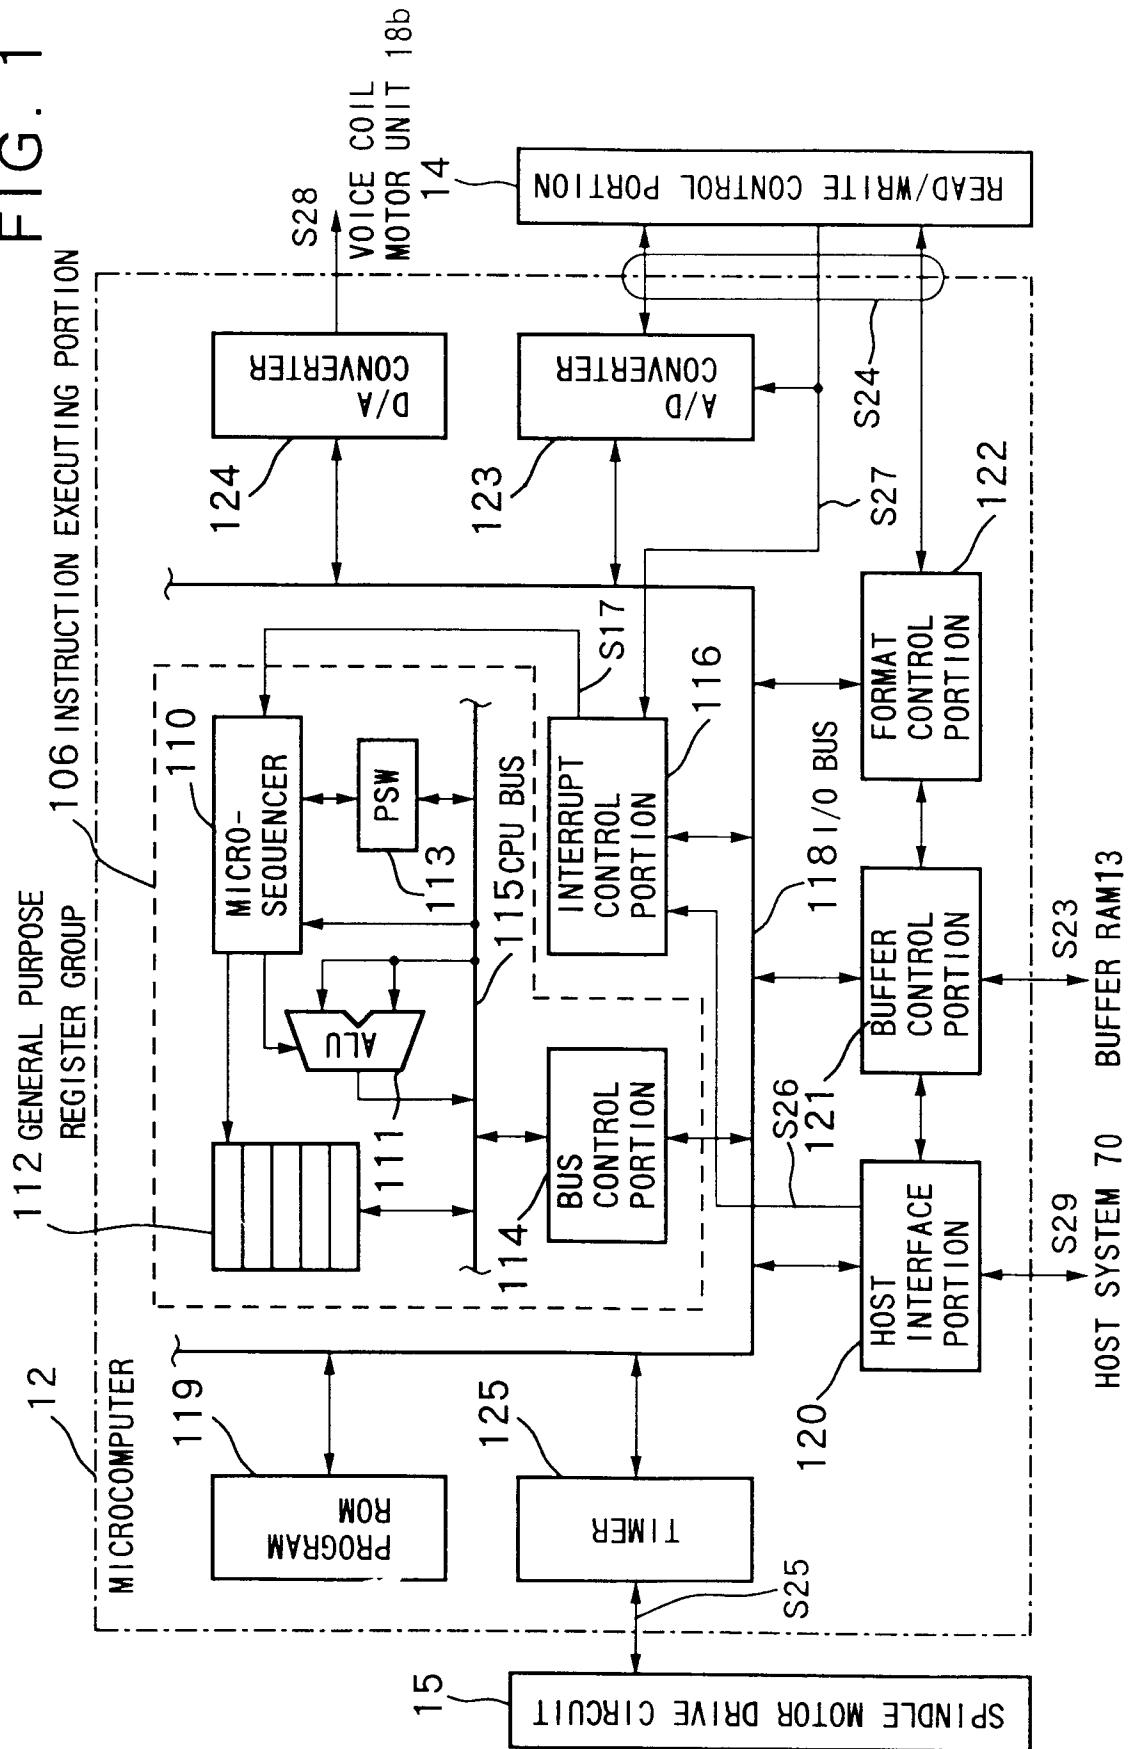 FIG. 1
12
MICROCOMPUTER
112 GENERAL PURPOSE
REGISTER GROUP
106 INSTRUCTION EXECUTING PORTION
110
MICRO-
SEQUENCER
PSW
113
ALU
111
115 CPU BUS
114
BUS
CONTROL
PORTION
INTERRUPT
CONTROL
PORTION
116
S17
119
PROGRAM
ROM
125
TIMER
S25
15
SPINDLE MOTOR DRIVE CIRCUIT
124
D/A
CONVERTER
S28
VOICE COIL
MOTOR UNIT 18b
123
A/D
CONVERTER
14
READ/WRITE CONTROL PORTION
S24
S27
118 I/O BUS
120
HOST
INTERFACE
PORTION
S26
121
BUFFER
CONTROL
PORTION
122
FORMAT
CONTROL
PORTION
S29
HOST SYSTEM 70
S23
BUFFER RAM13